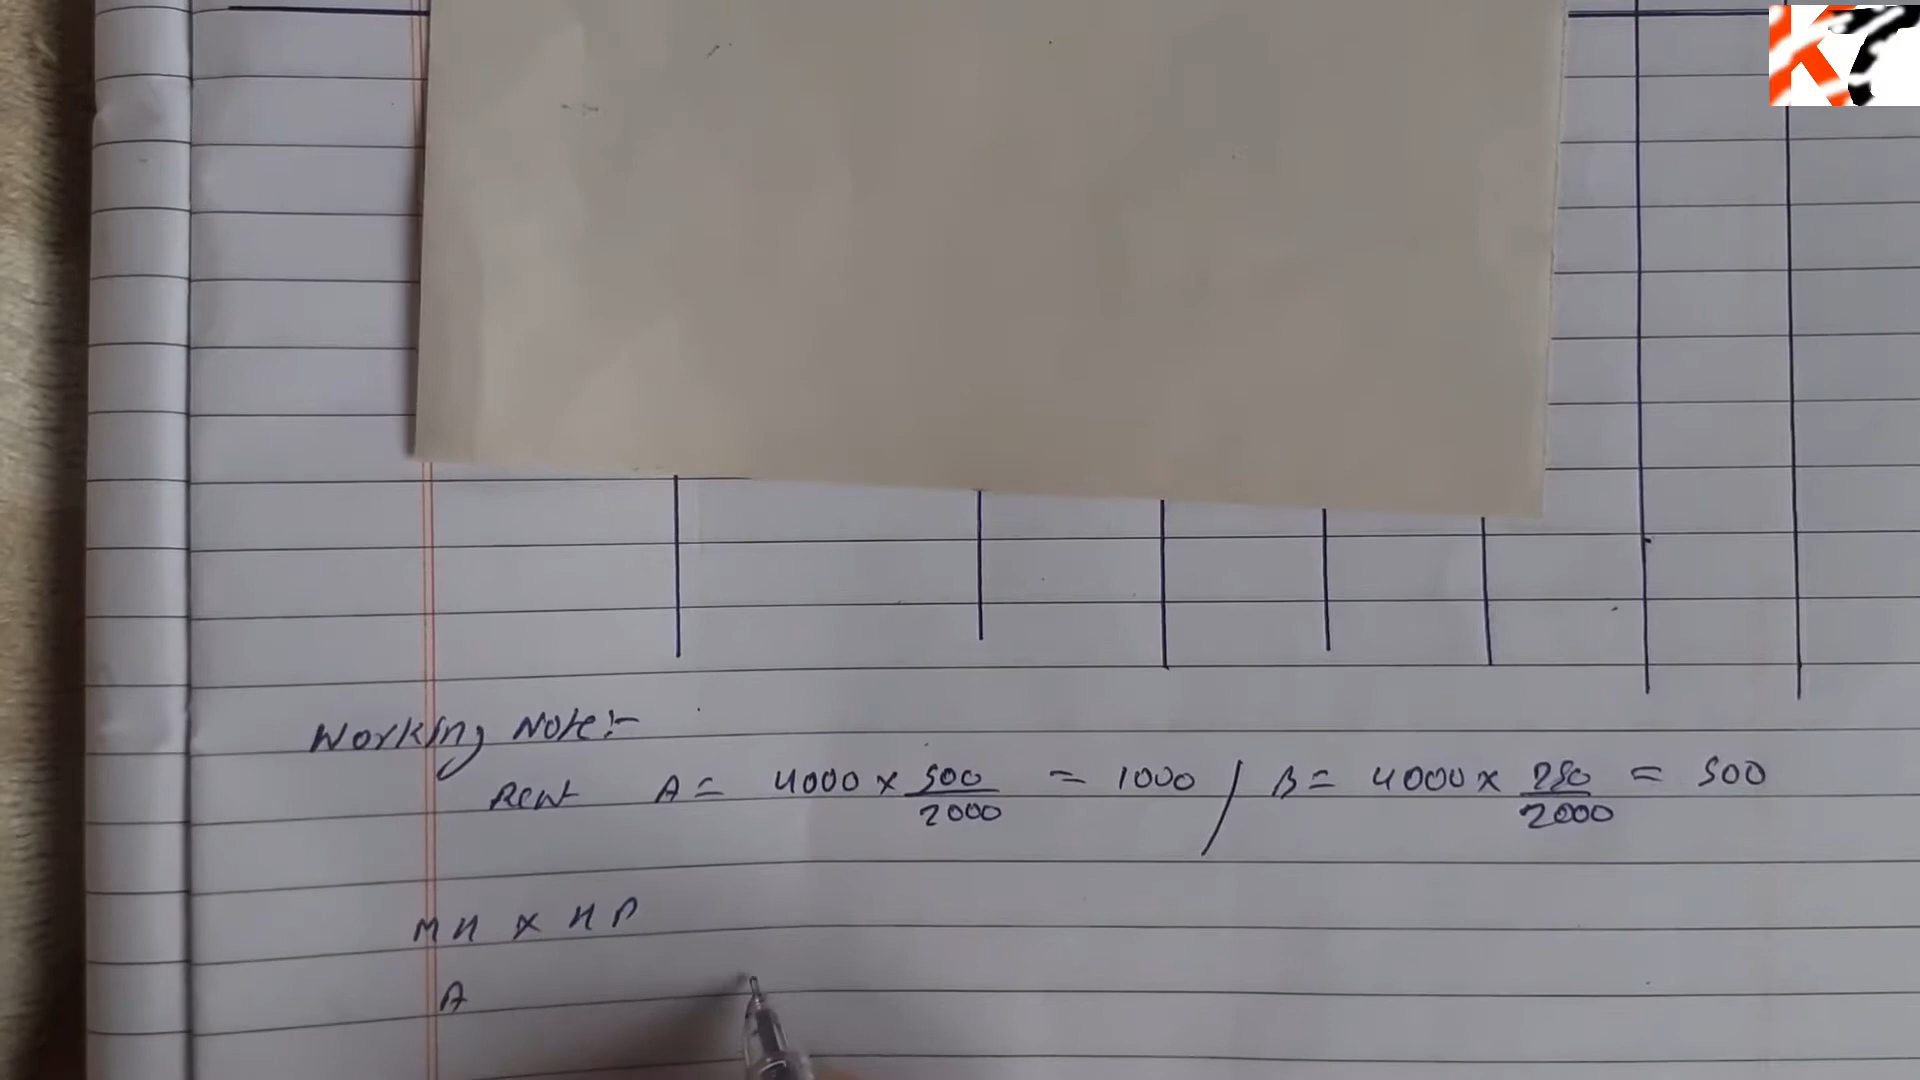 Working Note:-
Rent A = 4000 x 500/2000 = 1000 / B = 4000 x 250/2000 = 500
MH x HP
A